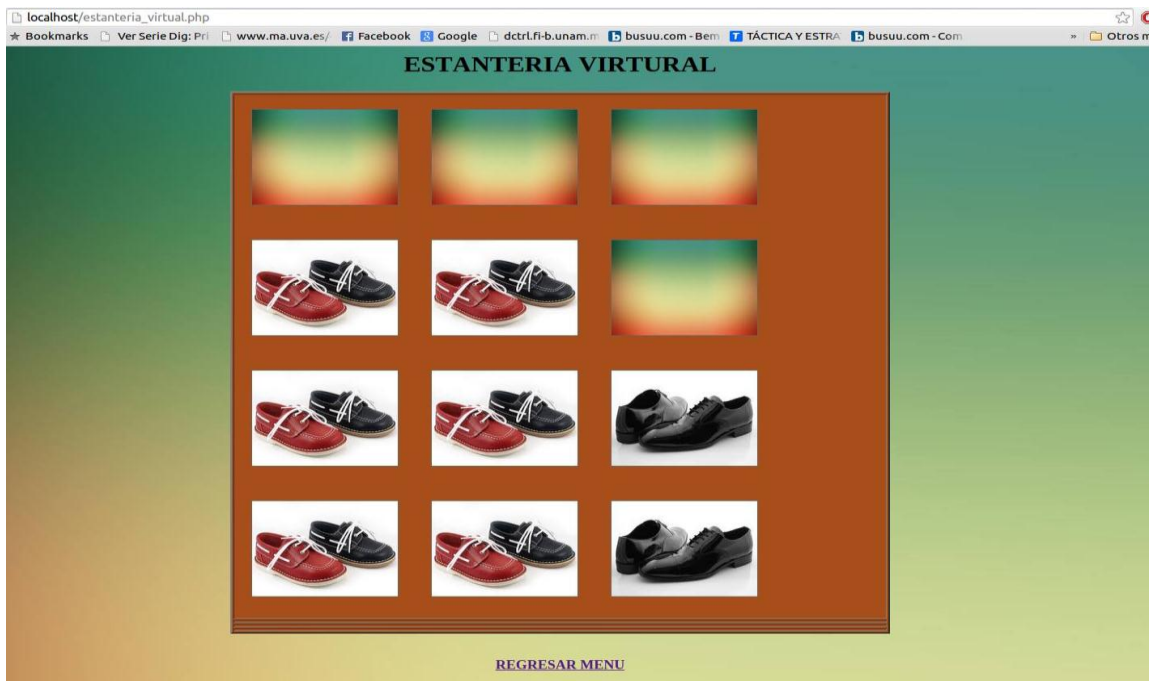 localhost/estanteria_virtual.php
Bookmarks Ver Serie Dig: Pri www.ma.uva.es/ Facebook Google dctrl.fi-b.unam.m busuu.com - Bem TÁCTICA Y ESTRA busuu.com - Com » Otros m
ESTANTERIA VIRTURAL
REGRESAR MENU